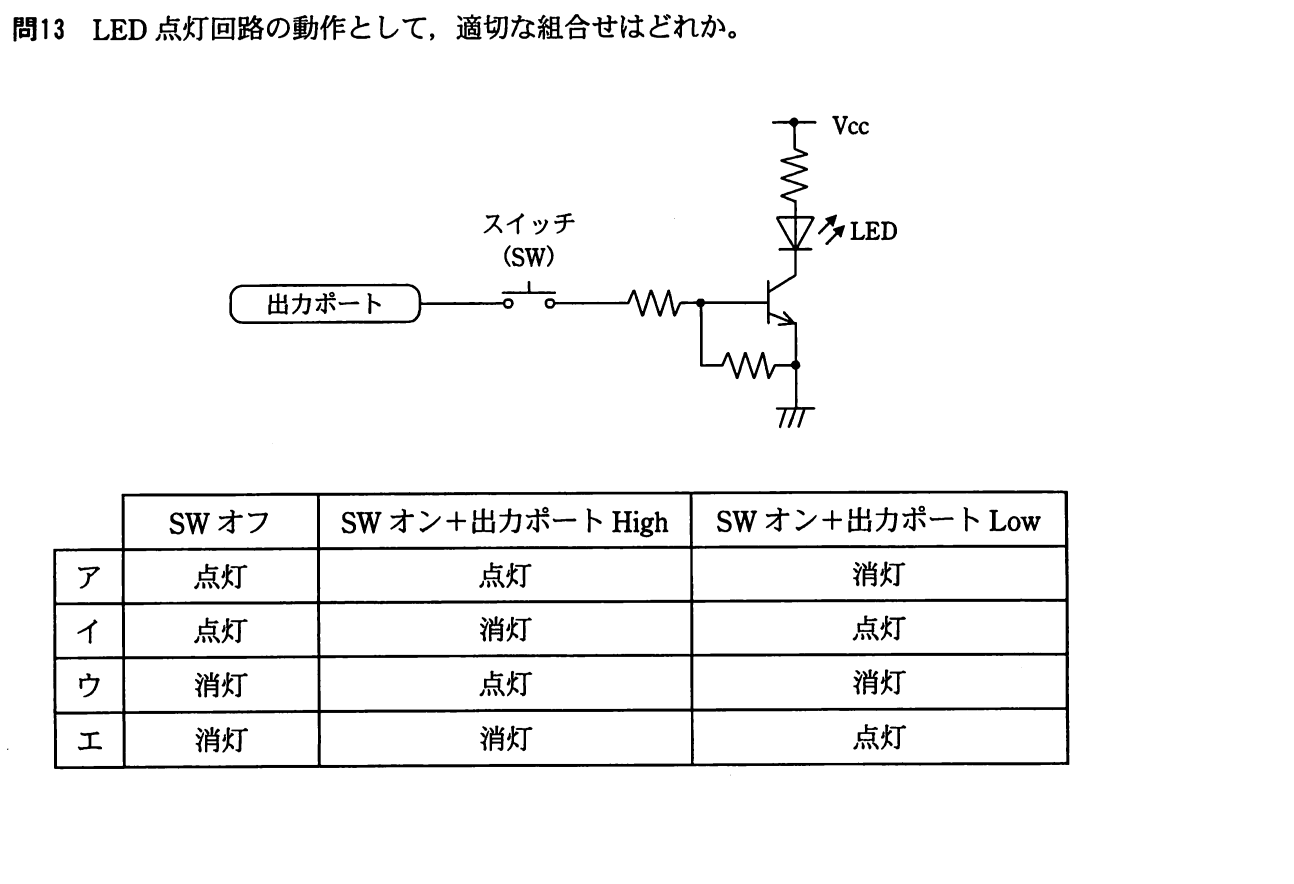 問13 LED 点灯回路の動作として，適切な組合せはどれか。
Vcc
スイッチ
(SW)
LED
出力ポート
SW オフ SW オン＋出力ポート High SW オン＋出力ポート Low
ア 点灯 点灯 消灯
イ 点灯 消灯 点灯
ウ 消灯 点灯 消灯
エ 消灯 消灯 点灯